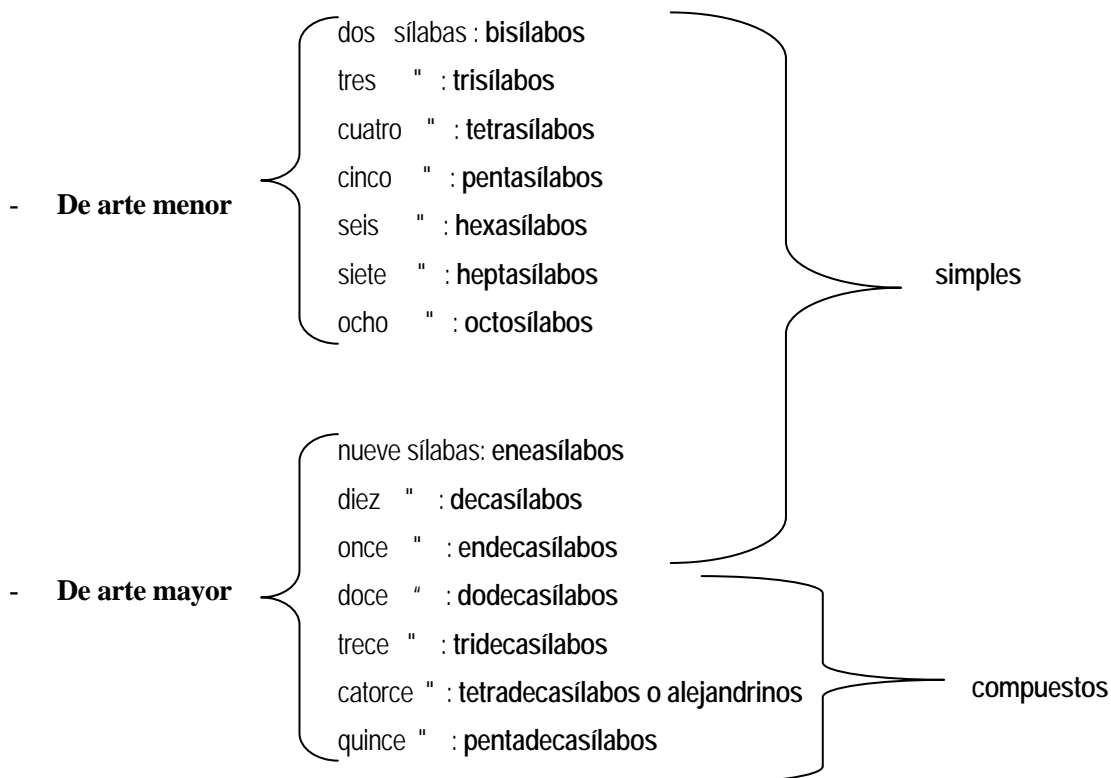 dos sílabas : bisílabos
tres " : trisílabos
cuatro " : tetrasílabos
cinco " : pentasílabos
- De arte menor
seis " : hexasílabos
siete " : heptasílabos
simples
ocho " : octosílabos
nueve sílabas: eneasílabos
diez " : decasílabos
once " : endecasílabos
- De arte mayor
doce “ : dodecasílabos
trece " : tridecasílabos
catorce " : tetradecasílabos o alejandrinos
compuestos
quince " : pentadecasílabos